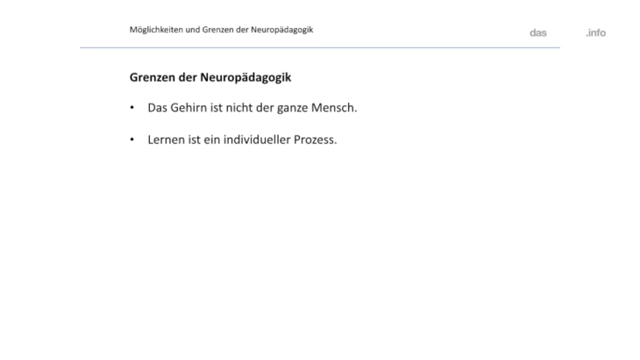 Möglichkeiten und Grenzen der Neuropädagogik
das .info
Grenzen der Neuropädagogik
• Das Gehirn ist nicht der ganze Mensch.
• Lernen ist ein individueller Prozess.